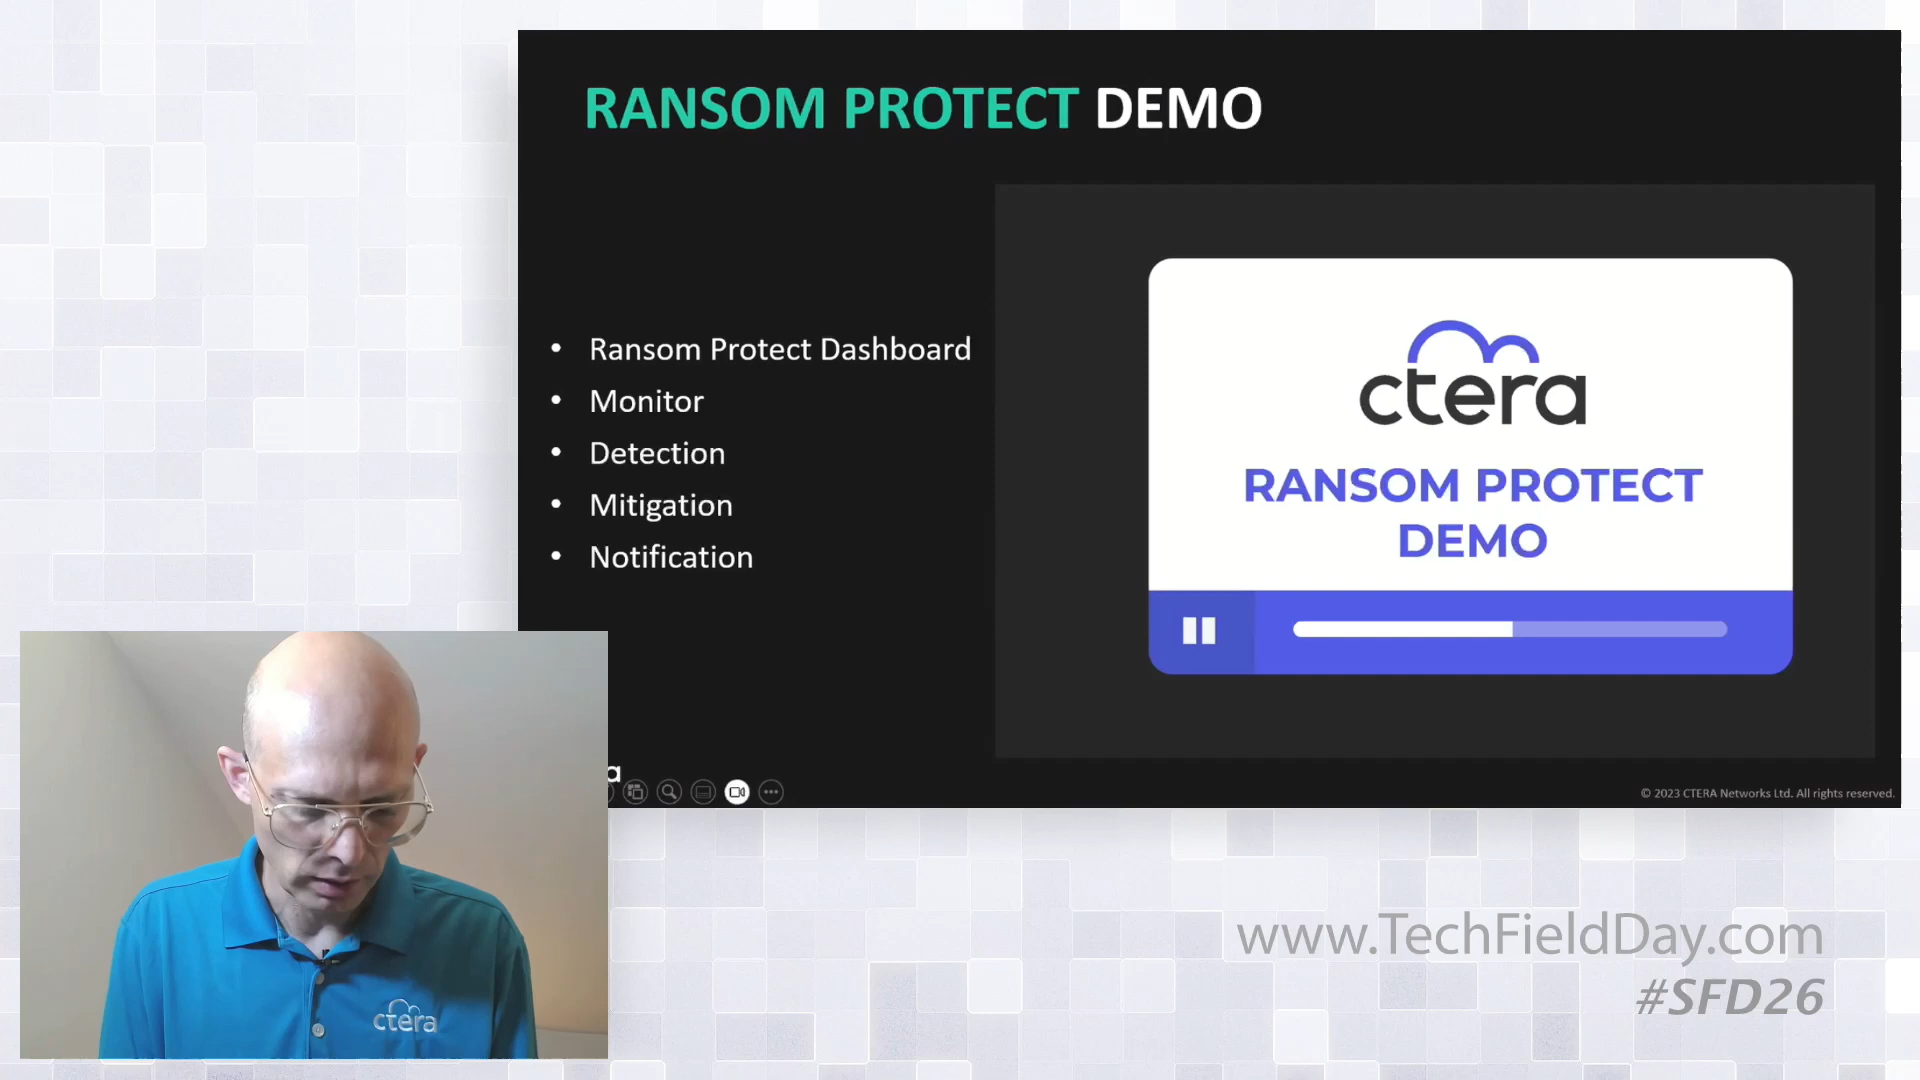 RANSOM PROTECT DEMO
• Ransom Protect Dashboard
• Monitor
• Detection
• Mitigation
• Notification
ctera
RANSOM PROTECT
DEMO
a
© 2023 CTERA Networks Ltd. All rights reserved.
ctera
www.TechFieldDay.com
#SFD26